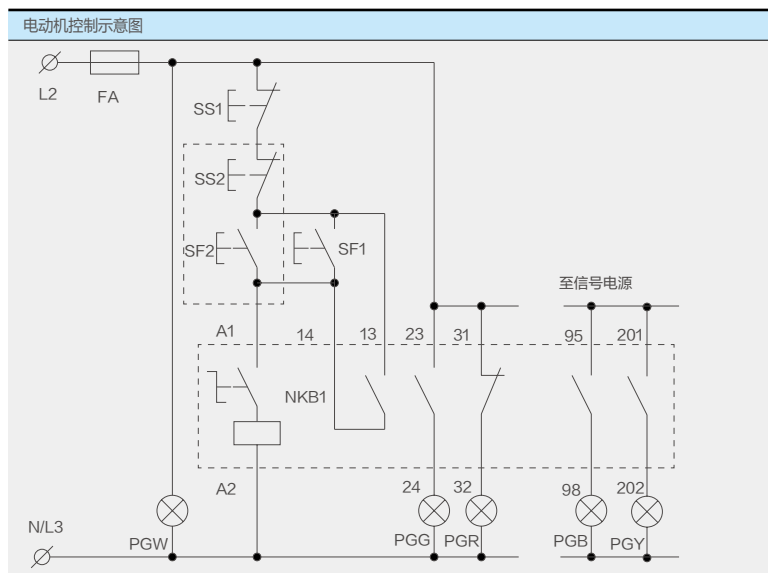 电动机控制示意图
L2
FA
SS1
SS2
SF2
SF1
至信号电源
A1
14
13
23
31
95
201
NKB1
A2
24
32
98
202
N/L3
PGW
PGG
PGR
PGB
PGY